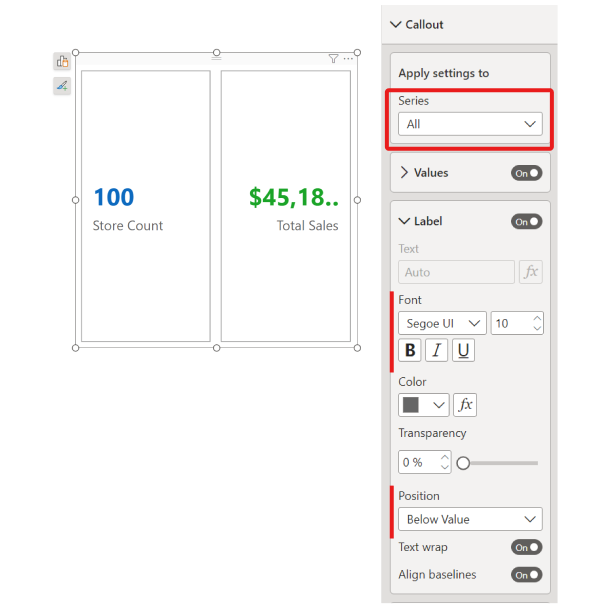 100
Store Count
$45,18..
Total Sales
Callout
Apply settings to
Series
All
Values
On
Label
On
Text
Auto
fx
Font
Segoe UI
10
B I U
Color
fx
Transparency
0 %
Position
Below Value
Text wrap
On
Align baselines
On